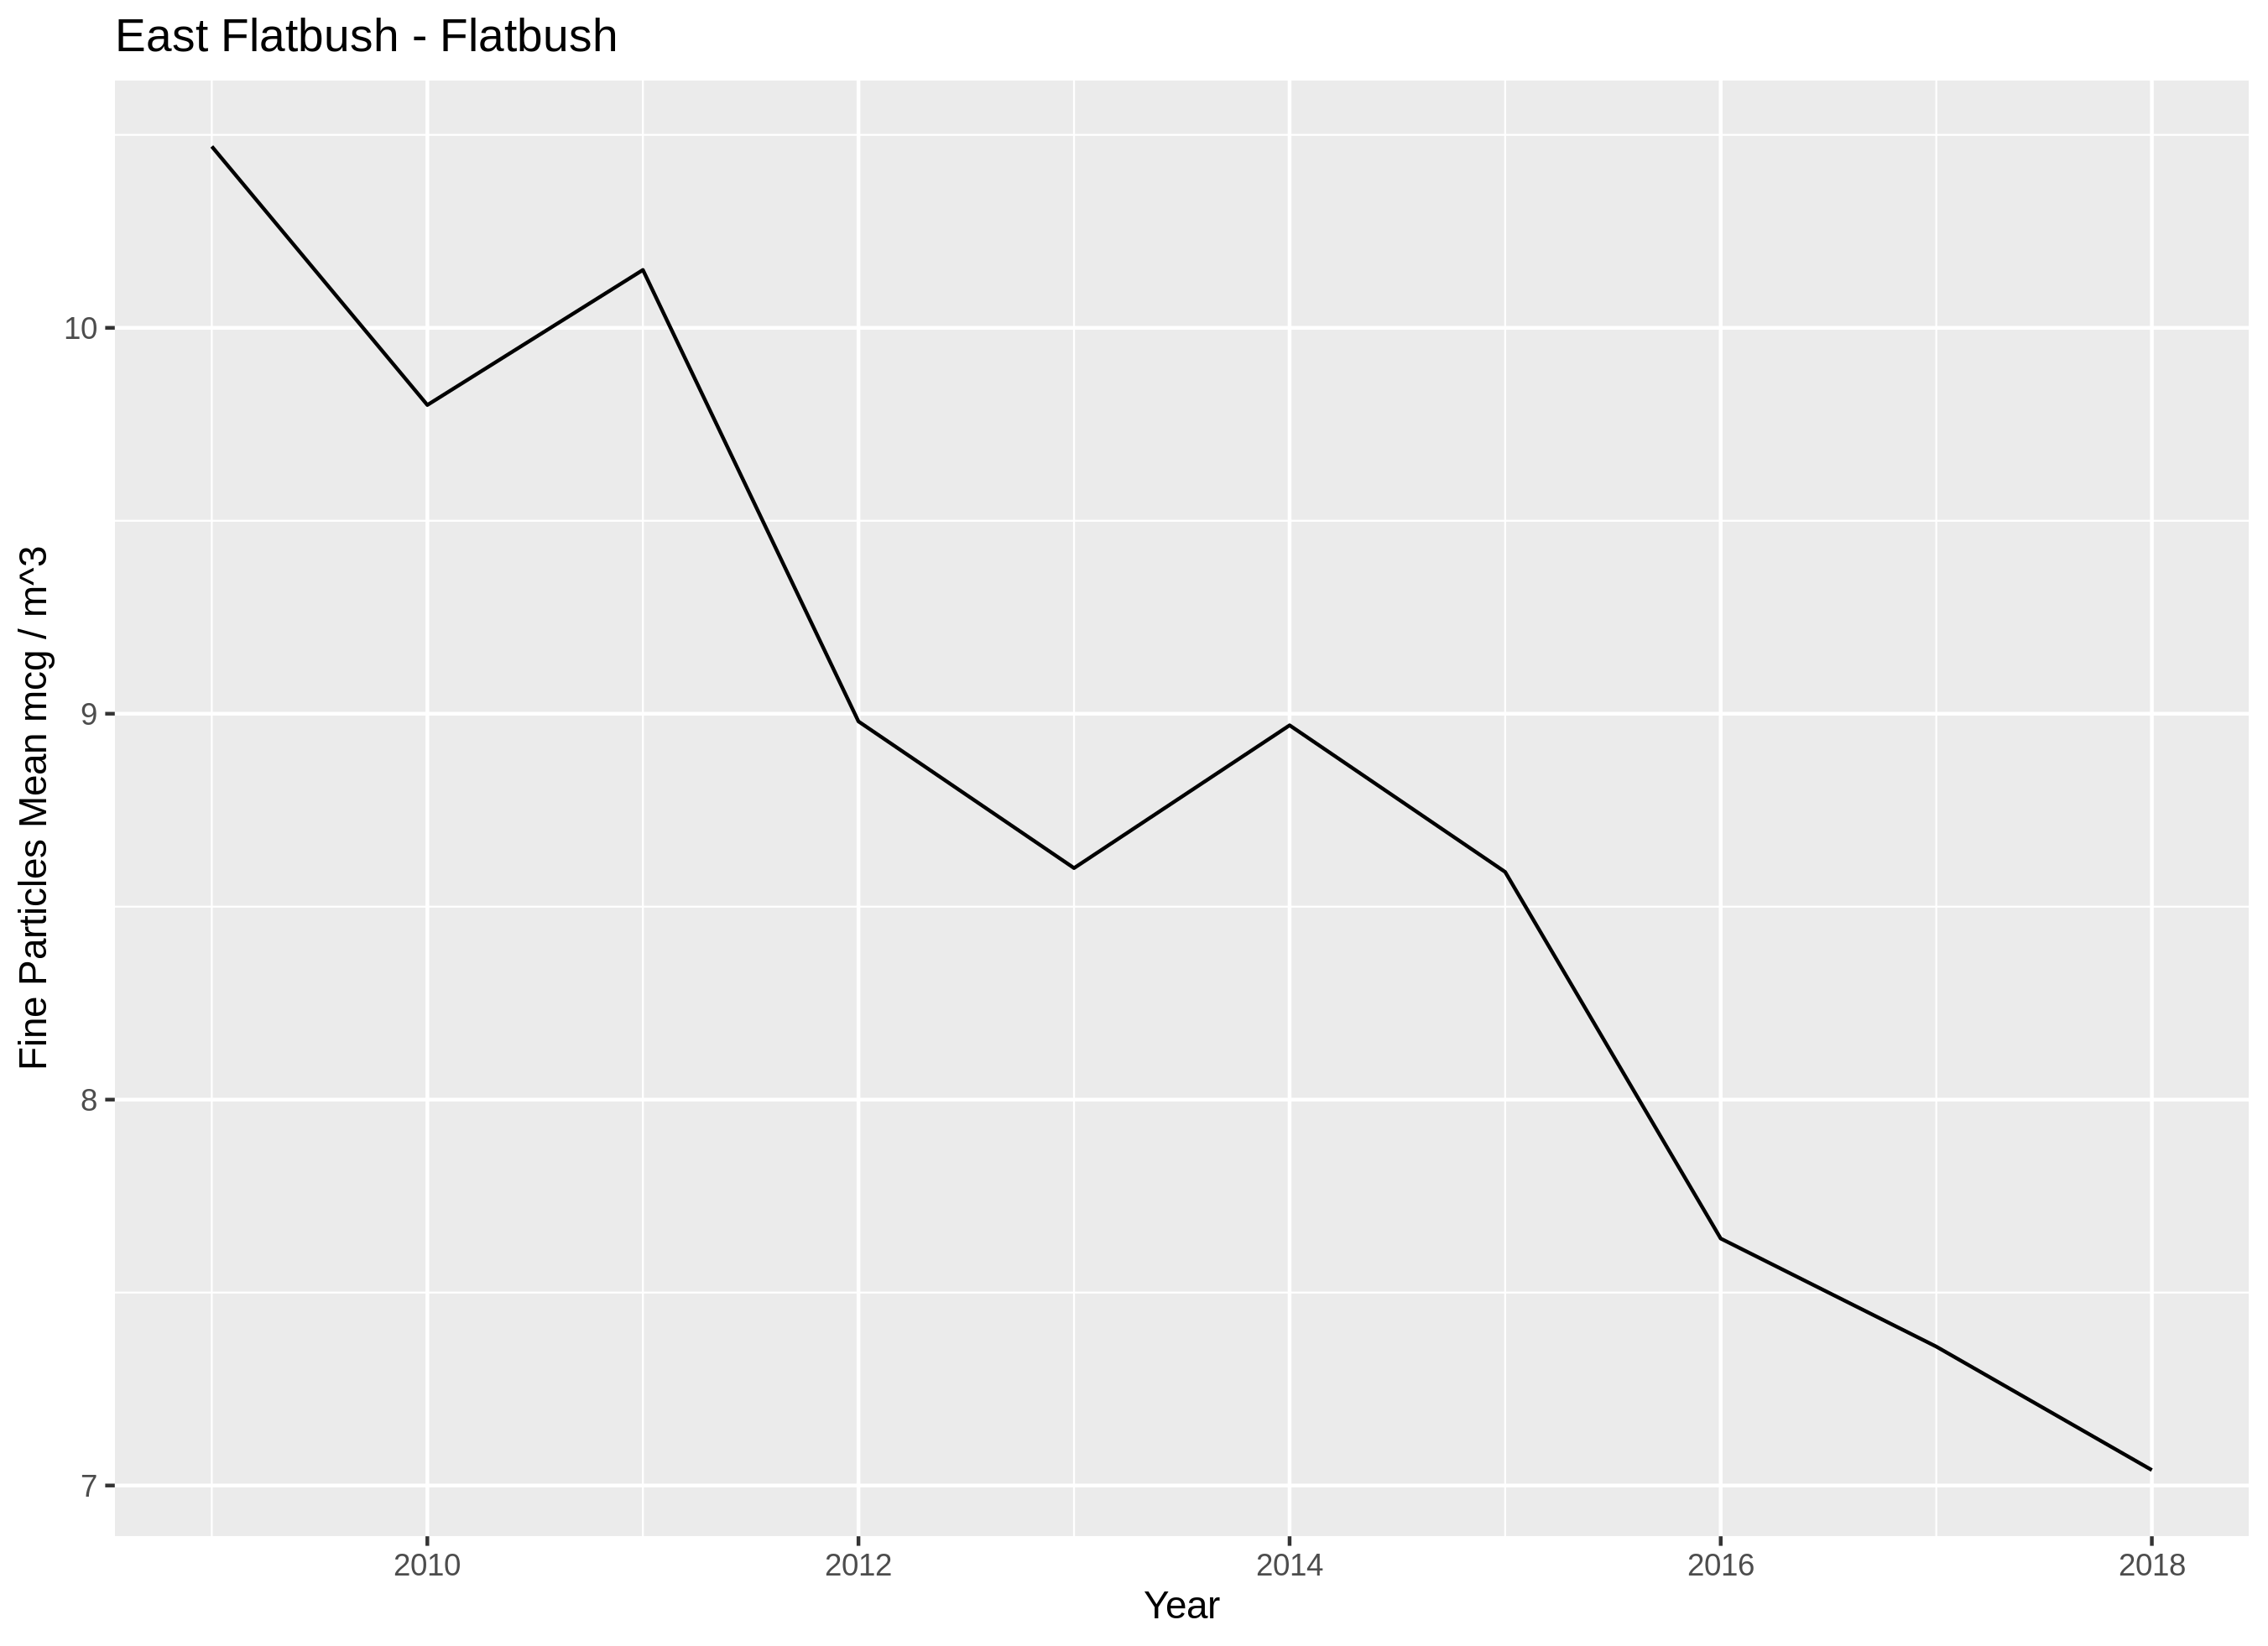 East Flatbush - Flatbush
Fine Particles Mean mcg / m^3
10
9
8
7
2010 2012 2014 2016 2018
Year